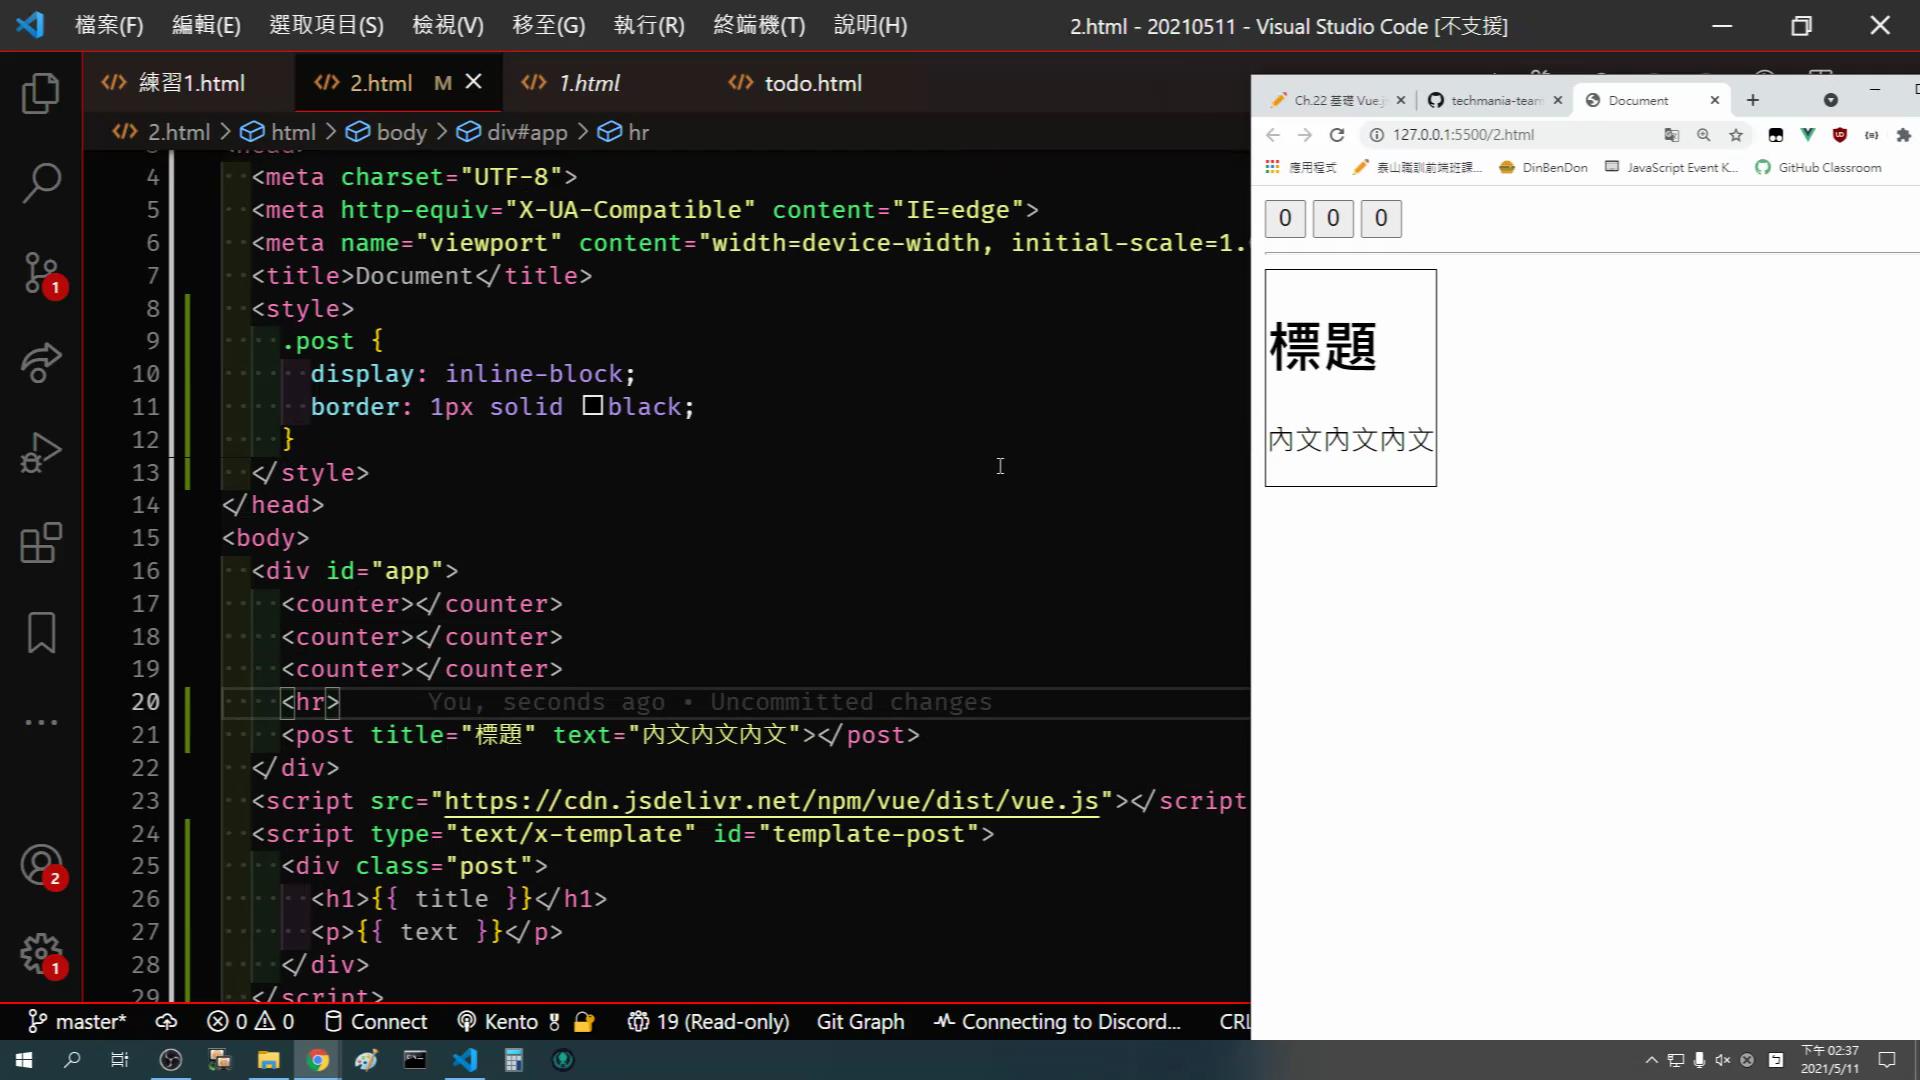 檔案(F) 編輯(E) 選取項目(S) 檢視(V) 移至(G) 執行(R) 終端機(T) 說明(H) 2.html - 20210511 - Visual Studio Code [不支援]
練習1.html 2.html M 1.html todo.html
2.html > html > body > div#app > hr
4 <meta charset="UTF-8">
5 <meta http-equiv="X-UA-Compatible" content="IE=edge">
6 <meta name="viewport" content="width=device-width, initial-scale=1.
7 <title>Document</title>
8 <style>
9 .post {
10 display: inline-block;
11 border: 1px solid black;
12 }
13 </style>
14 </head>
15 <body>
16 <div id="app">
17 <counter></counter>
18 <counter></counter>
19 <counter></counter>
20 <hr> You, seconds ago • Uncommitted changes
21 <post title="標題" text="內文內文內文"></post>
22 </div>
23 <script src="https://cdn.jsdelivr.net/npm/vue/dist/vue.js"></script
24 <script type="text/x-template" id="template-post">
25 <div class="post">
26 <h1>{{ title }}</h1>
27 <p>{{ text }}</p>
28 </div>
29 </script>
1
2
1
master* 0 0 Connect Kento 19 (Read-only) Git Graph Connecting to Discord... CRL
Ch.22 基礎 Vue.js techmania-team Document
127.0.0.1:5500/2.html
應用程式 泰山職訓前端班課... DinBenDon JavaScript Event K... GitHub Classroom
0 0 0
標題
內文內文內文
下午 02:37
2021/5/11